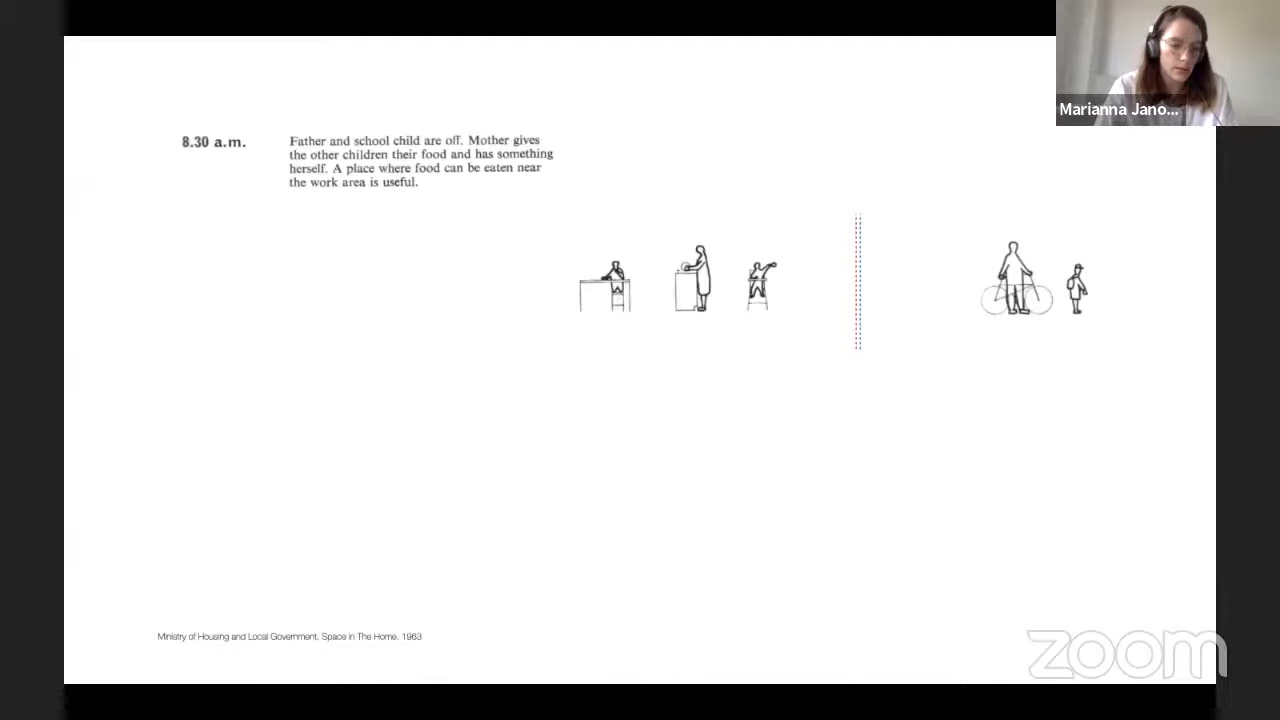 Marianna Jano...
8.30 a.m.
Father and school child are off. Mother gives
the other children their food and has something
herself. A place where food can be eaten near
the work area is useful.
Ministry of Housing and Local Government. Space in The Home. 1963
zoom